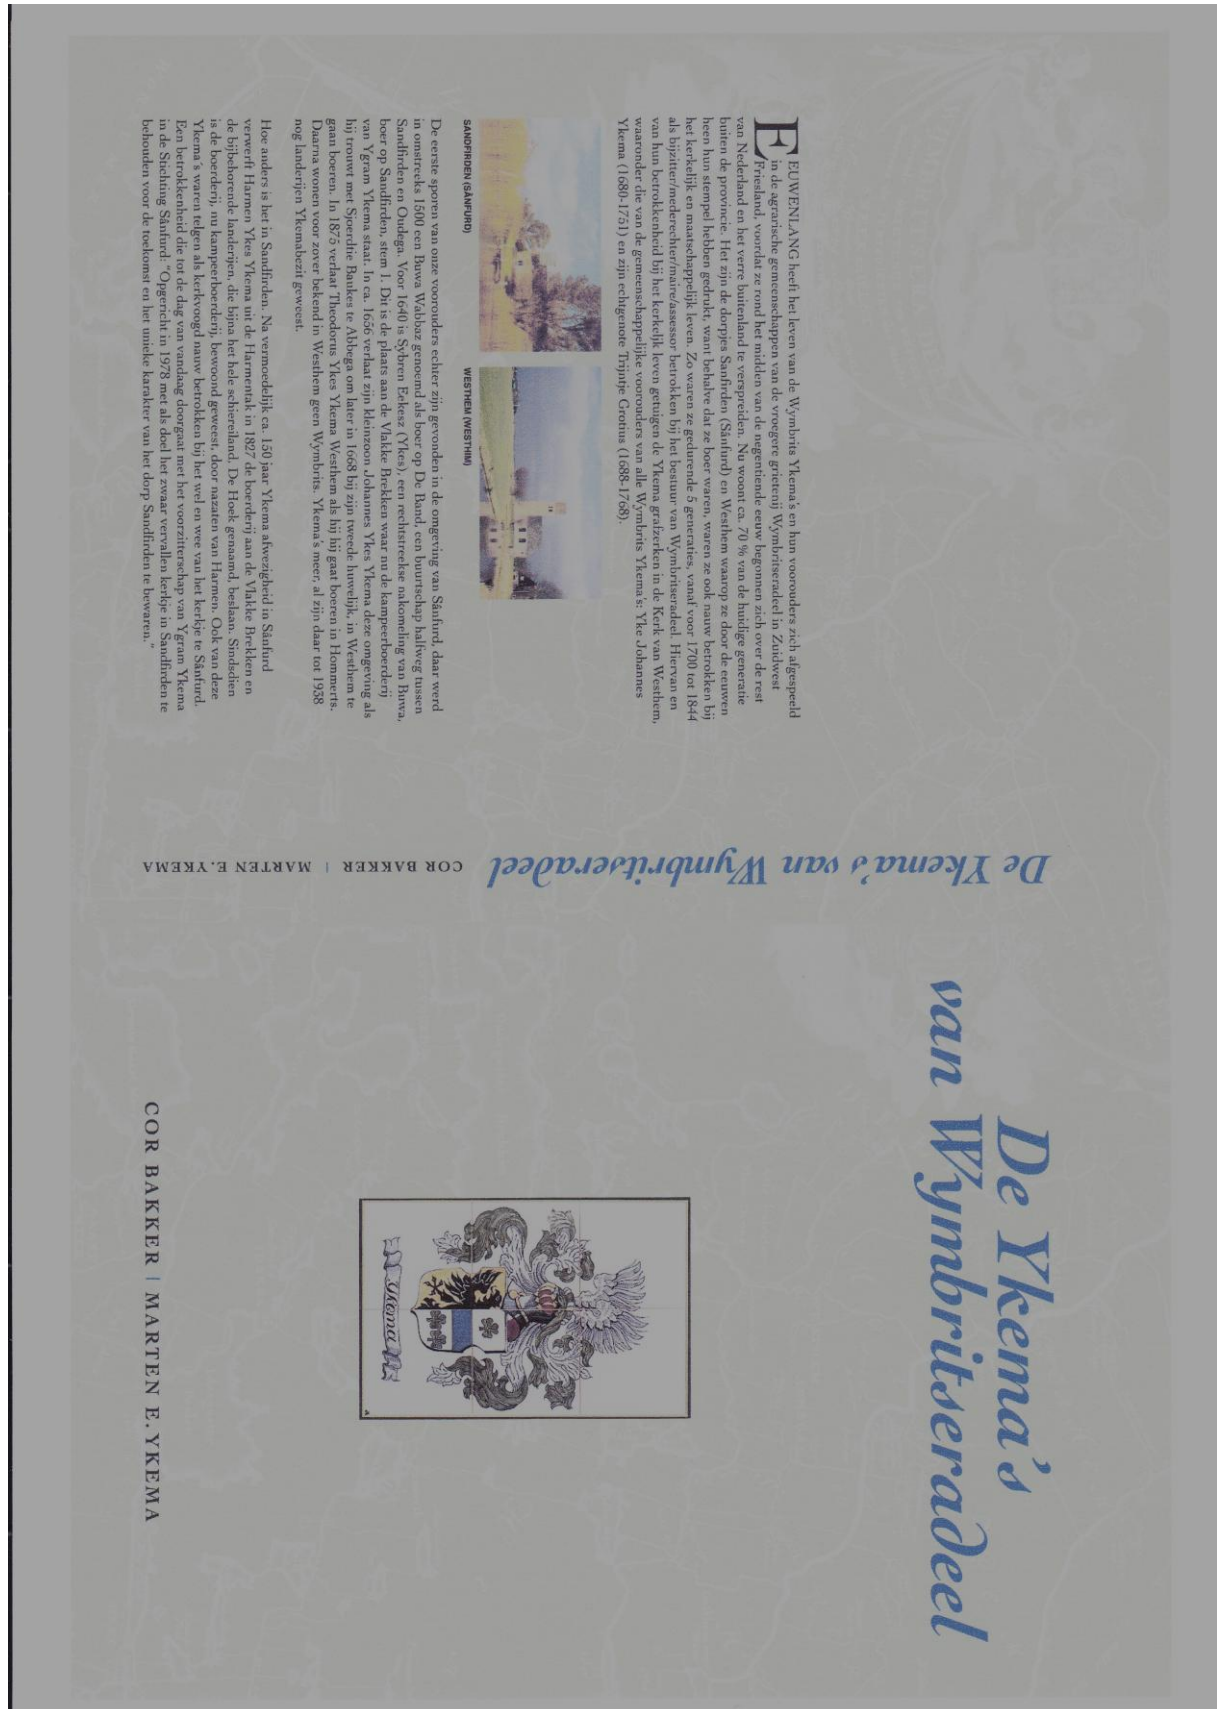 EEUWENLANG heeft het leven van de Wymbrits Ykema's en hun voorouders zich afgespeeld
in de agrarische gemeenschappen van de vroegere grietenij Wymbritseradeel in Zuidwest
Friesland, voordat ze rond het midden van de negentiende eeuw begonnen zich over de rest
van Nederland en het verre buitenland te verspreiden. Nu woont ca. 70 % van de huidige generatie
buiten de provincie. Het zijn de dorpjes Sanfirden (Sânfurd) en Westhem waarop ze door de eeuwen
heen hun stempel hebben gedrukt, want behalve dat ze boer waren, waren ze ook nauw betrokken bij
het kerkelijk en maatschappelijk leven. Zo waren ze gedurende 5 generaties, vanaf voor 1700 tot 1844
als bijzitter/mederechter/maire/assessor betrokken bij het bestuur van Wymbritseradeel. Hiervan en
van hun betrokkenheid bij het kerkelijk leven getuigen de Ykema grafzerken in de Kerk van Westhem,
waaronder die van de gemeenschappelijke voorouders van alle Wymbrits Ykema's: Yke Johannes
Ykema (1680-1751) en zijn echtgenote Trijntje Grotius (1688-1768).
SANDFIRDEN (SÂNFURD)
WESTHEM (WESTHIM)
De eerste sporen van onze voorouders echter zijn gevonden in de omgeving van Sânfurd, daar werd
in omstreeks 1500 een Buwa Wabbaz genoemd als boer op De Band, een buurtschap halfweg tussen
Sandfirden en Oudega. Voor 1640 is Sybren Eekesz (Ykes), een rechtstreekse nakomeling van Buwa,
boer op Sandfirden, stem 1. Dit is de plaats aan de Vlakke Brekken waar nu de kampeerboerderij
van Ygram Ykema staat. In ca. 1656 verlaat zijn kleinzoon Johannes Ykes Ykema deze omgeving als
hij trouwt met Sjoerdtje Baukes te Abbega om later in 1668 bij zijn tweede huwelijk, in Westhem te
gaan boeren. In 1875 verlaat Theodorus Ykes Ykema Westhem als hij hij gaat boeren in Hommerts.
Daarna wonen voor zover bekend in Westhem geen Wymbrits. Ykema's meer, al zijn daar tot 1938
nog landerijen Ykemabezit geweest.
Hoe anders is het in Sandfirden. Na vermoedelijk ca. 150 jaar Ykema afwezigheid in Sânfurd
verwerft Harmen Ykes Ykema uit de Harmentak in 1827 de boerderij aan de Vlakke Brekken en
de bijbehorende landerijen, die bijna het hele schiereiland, De Hoek genaamd, beslaan. Sindsdien
is de boerderij, nu kampeerboerderij, bewoond geweest, door nazaten van Harmen. Ook van deze
Ykema's waren telgen als kerkvoogd nauw betrokken bij het wel en wee van het kerkje te Sânfurd.
Een betrokkenheid die tot de dag van vandaag doorgaat met het voorzitterschap van Ygram Ykema
in de Stichting Sânfurd: "Opgericht in 1978 met als doel het zwaar vervallen kerkje in Sandfirden te
behouden voor de toekomst en het unieke karakter van het dorp Sandfirden te bewaren."
De Ykema's van Wymbritseradeel COR BAKKER | MARTEN E. YKEMA
De Ykema's
van Wymbritseradeel
Ykema
COR BAKKER | MARTEN E. YKEMA